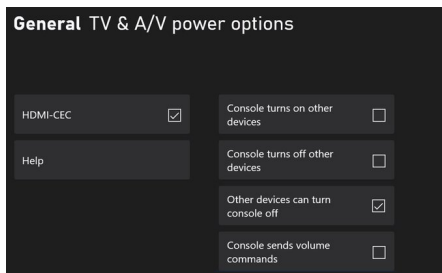 General TV & A/V power options
HDMI-CEC
Help
Console turns on other
devices
Console turns off other
devices
Other devices can turn
console off
Console sends volume
commands